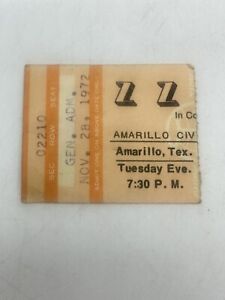 SEC ROW SEAT
02210
GEN. ADM.
NOV. 28, 1972
Z Z
In Co
AMARILLO CIV
Amarillo, Tex.
Tuesday Eve.
7:30 P. M.